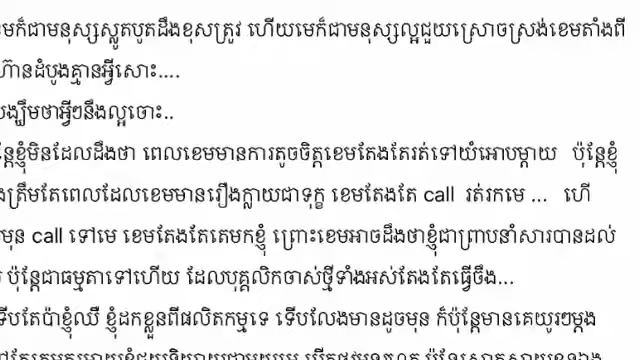 មេក៏ជាមនុស្សស្លូតបូតដឹងខុសត្រូវ ហើយមេក៏ជាមនុស្សល្អជួយស្រោចស្រង់ខេមតាំងពី
ហ៊ានដំបូងគ្មានអ្វីសោះ....
បង្ឃឹមថាអ្វីៗនឹងល្អចោះ..
ន្តែខ្ញុំមិនដែលដឹងថា ពេលខេមមានការតូចចិត្តខេមតែងតែរត់ទៅយំអោបម្តាយ ប៉ុន្តែខ្ញុំ
ងត្រឹមតែពេលដែលខេមមានរឿងក្លាយជាទុក្ខ ខេមតែងតែ call រត់រកមេ ... ហើ
មុន call ទៅមេ ខេមតែងតែតេមកខ្ញុំ ព្រោះខេមអាចដឹងថាខ្ញុំជាព្រាបនាំសារបានដល់
ប៉ុន្តែជាធម្មតាទៅហើយ ដែលបុគ្គលិកចាស់ថ្មីទាំងអស់តែងតែធ្វើចឹង...
ទើបតែប៉ាខ្ញុំឈឺ ខ្ញុំដកខ្លួនពីផលិតកម្មទេ ទើបលែងមានដូចមុន ក៏ប៉ុន្តែមានគេយូរៗម្តង